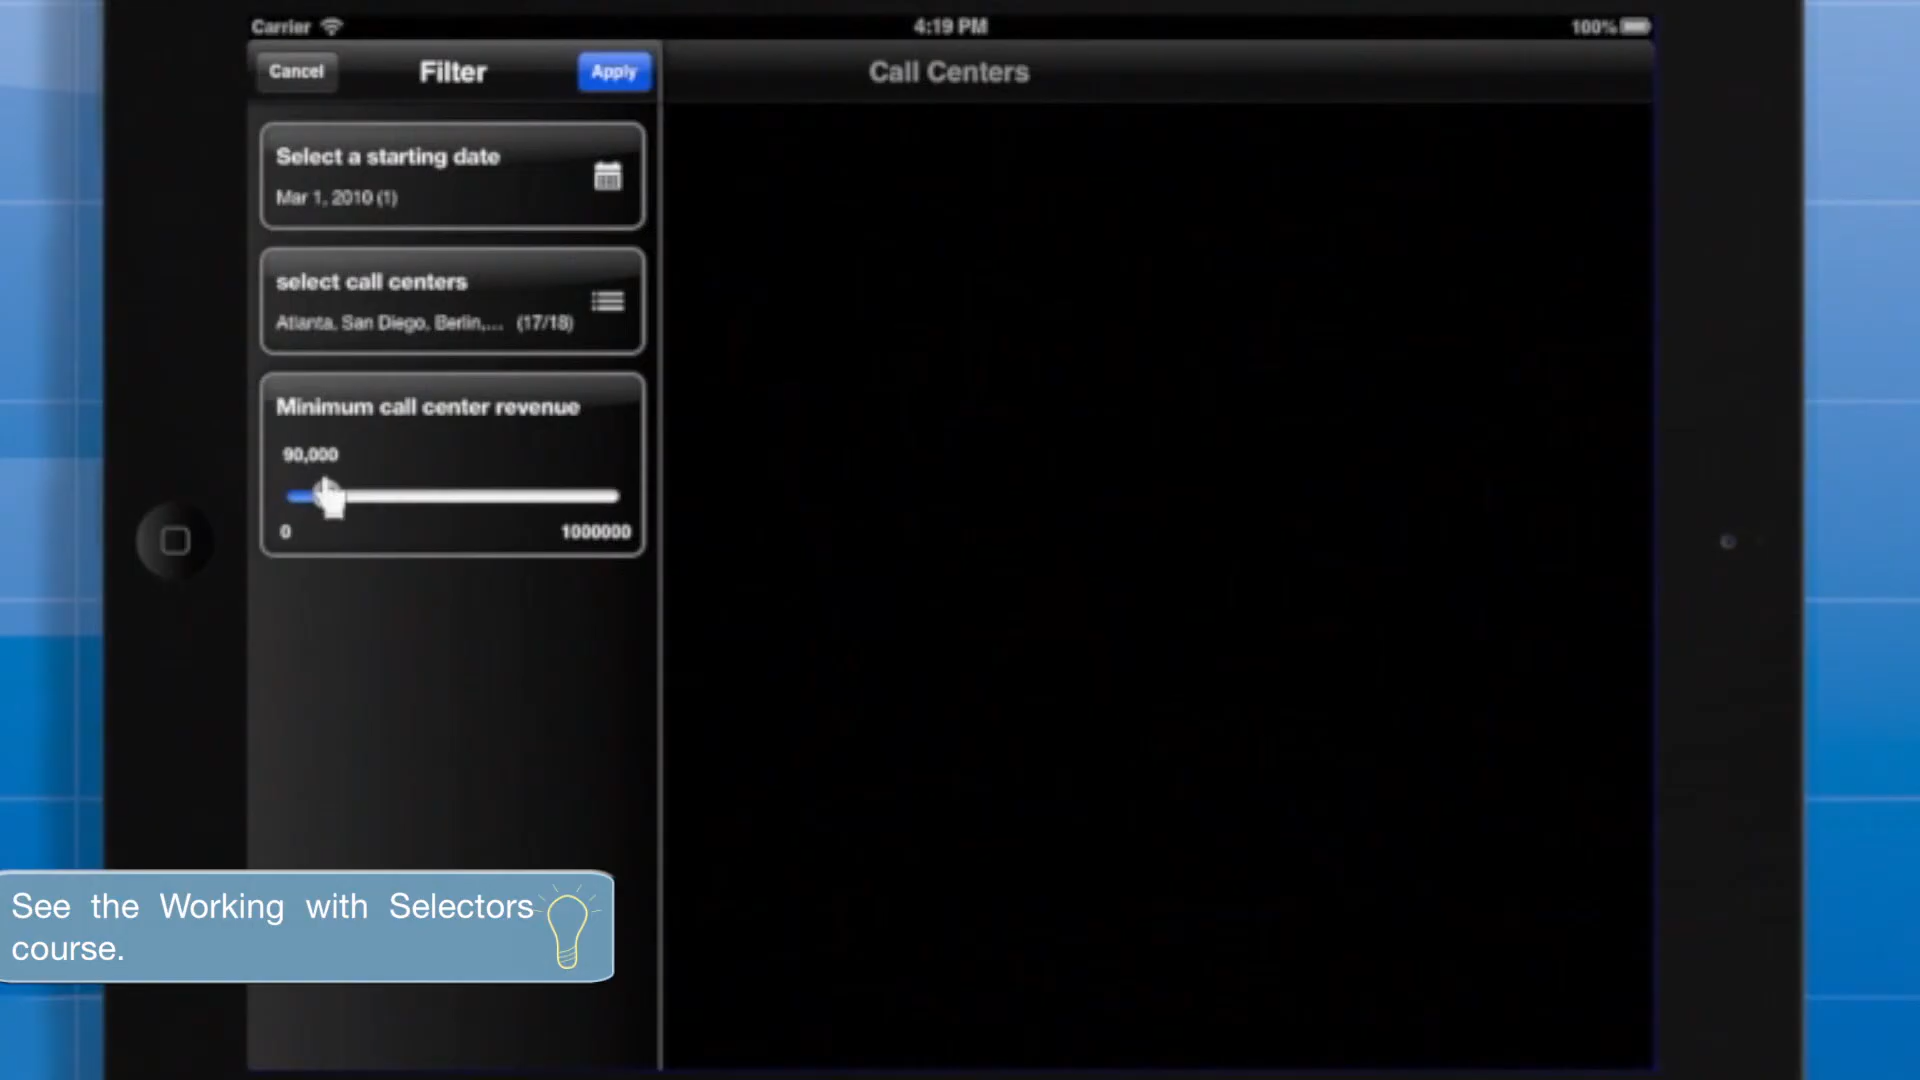 Carrier 4:19 PM 100%
Cancel Filter Apply Call Centers
Select a starting date
Mar 1, 2010 (1)
select call centers
Atlanta, San Diego, Berlin,... (17/18)
Minimum call center revenue
90,000
0 1000000
See the Working with Selectors
course.